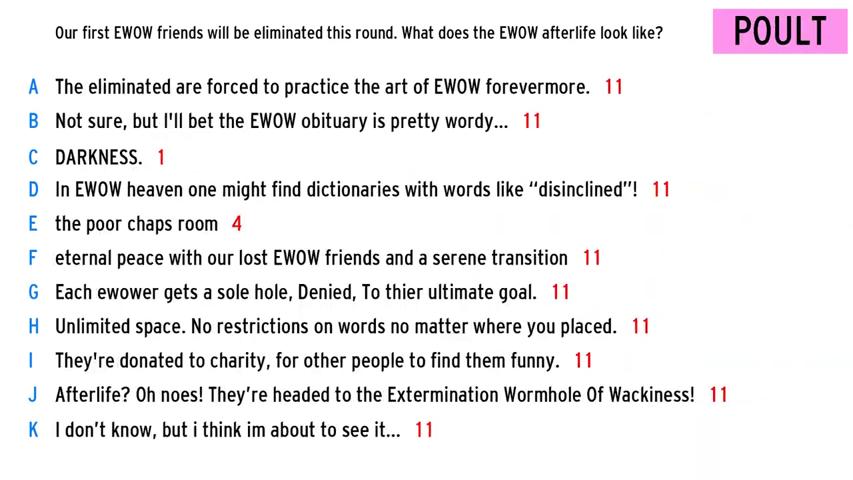 Our first EWOW friends will be eliminated this round. What does the EWOW afterlife look like?
POULT
A The eliminated are forced to practice the art of EWOW forevermore. 11
B Not sure, but I'll bet the EWOW obituary is pretty wordy... 11
C DARKNESS. 1
D In EWOW heaven one might find dictionaries with words like “disinclined”! 11
E the poor chaps room 4
F eternal peace with our lost EWOW friends and a serene transition 11
G Each ewower gets a sole hole, Denied, To thier ultimate goal. 11
H Unlimited space. No restrictions on words no matter where you placed. 11
I They're donated to charity, for other people to find them funny. 11
J Afterlife? Oh noes! They’re headed to the Extermination Wormhole Of Wackiness! 11
K I don’t know, but i think im about to see it... 11